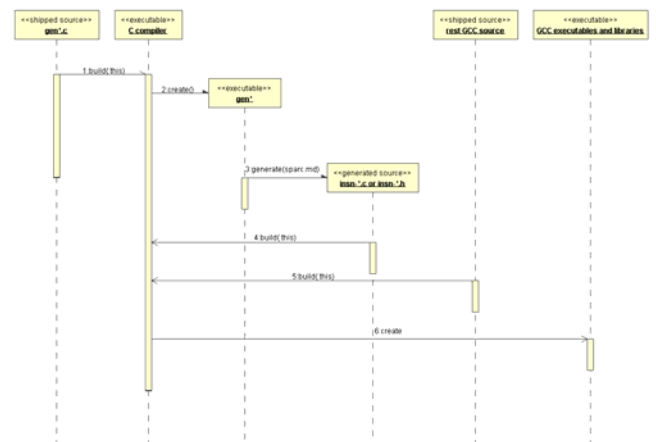 <<shipped source>>
gen*.c
<<executable>>
C compiler
<<shipped source>>
rest GCC source
<<executable>>
GCC executables and libraries
1:build(this)
2:create()
<<executable>>
gen*
3:generate(sparc.md)
<<generated source>>
insn-*.c or insn-*.h
4:build(this)
5:build(this)
6:create